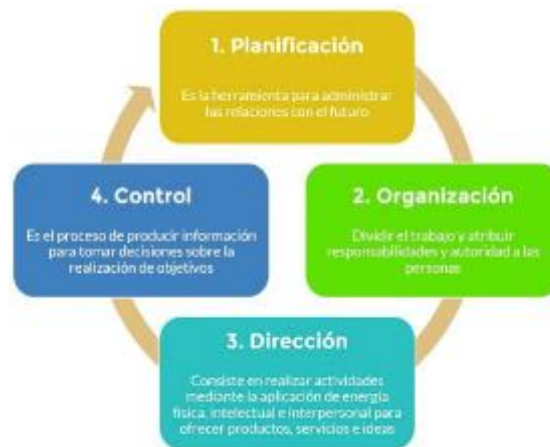 1. Planificación
Es la herramienta para administrar
las relaciones con el futuro
2. Organización
Dividir el trabajo y atribuir
responsabilidades y autoridad a las
personas
3. Dirección
Consiste en realizar actividades
mediante la aplicación de energía
física, intelectual e interpersonal para
ofrecer productos, servicios e ideas
4. Control
Es el proceso de producir información
para tomar decisiones sobre la
realización de objetivos